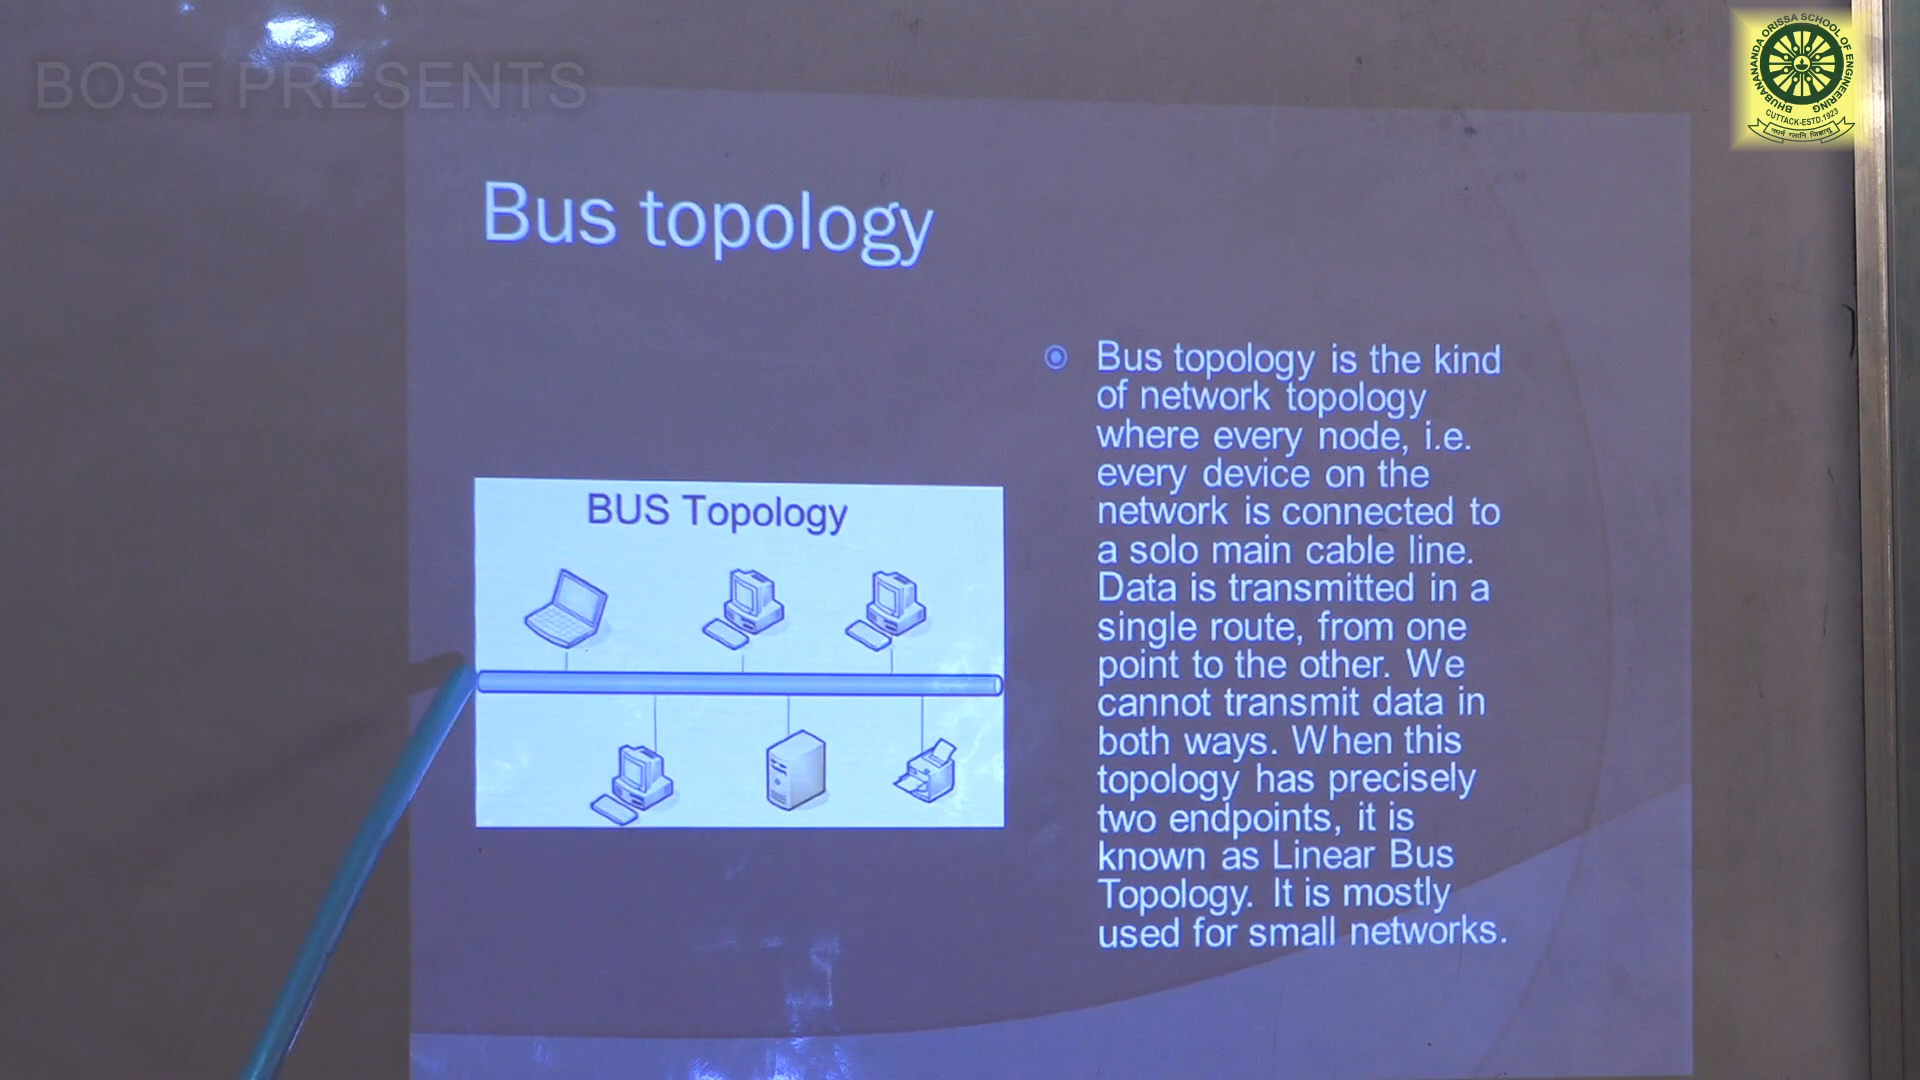 BOSE PRESENTS
BHUBANANANDA ORISSA SCHOOL OF ENGINEERING
CUTTACK-ESTD.1923
Bus topology
BUS Topology
Bus topology is the kind
of network topology
where every node, i.e.
every device on the
network is connected to
a solo main cable line.
Data is transmitted in a
single route, from one
point to the other. We
cannot transmit data in
both ways. When this
topology has precisely
two endpoints, it is
known as Linear Bus
Topology. It is mostly
used for small networks.